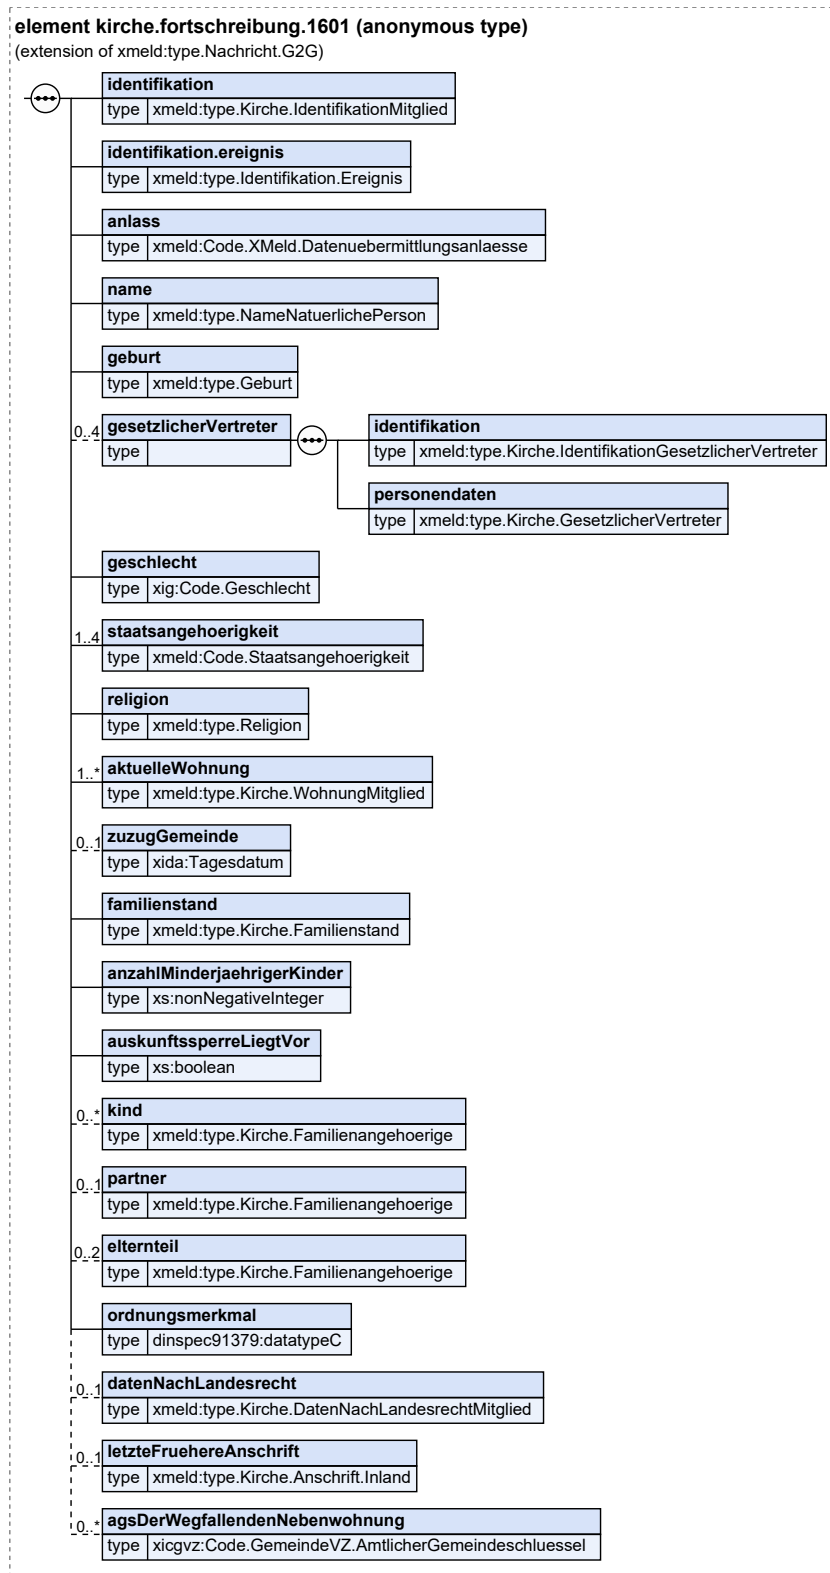 element kirche.fortschreibung.1601 (anonymous type)
(extension of xmeld:type.Nachricht.G2G)
identifikation
type xmeld:type.Kirche.IdentifikationMitglied
identifikation.ereignis
type xmeld:type.Identifikation.Ereignis
anlass
type xmeld:Code.XMeld.Datenuebermittlungsanlaesse
name
type xmeld:type.NameNatuerlichePerson
geburt
type xmeld:type.Geburt
0..4 gesetzlicherVertreter
type
identifikation
type xmeld:type.Kirche.IdentifikationGesetzlicherVertreter
personendaten
type xmeld:type.Kirche.GesetzlicherVertreter
geschlecht
type xig:Code.Geschlecht
1..4 staatsangehoerigkeit
type xmeld:Code.Staatsangehoerigkeit
religion
type xmeld:type.Religion
1..* aktuelleWohnung
type xmeld:type.Kirche.WohnungMitglied
0..1 zuzugGemeinde
type xida:Tagesdatum
familienstand
type xmeld:type.Kirche.Familienstand
anzahlMinderjaehrigerKinder
type xs:nonNegativeInteger
auskunftssperreLiegtVor
type xs:boolean
0..* kind
type xmeld:type.Kirche.Familienangehoerige
0..1 partner
type xmeld:type.Kirche.Familienangehoerige
0..2 elternteil
type xmeld:type.Kirche.Familienangehoerige
ordnungsmerkmal
type dinspec91379:datatypeC
0..1 datenNachLandesrecht
type xmeld:type.Kirche.DatenNachLandesrechtMitglied
0..1 letzteFruehereAnschrift
type xmeld:type.Kirche.Anschrift.Inland
0..* agsDerWegfallendenNebenwohnung
type xicgvz:Code.GemeindeVZ.AmtlicherGemeindeschluessel